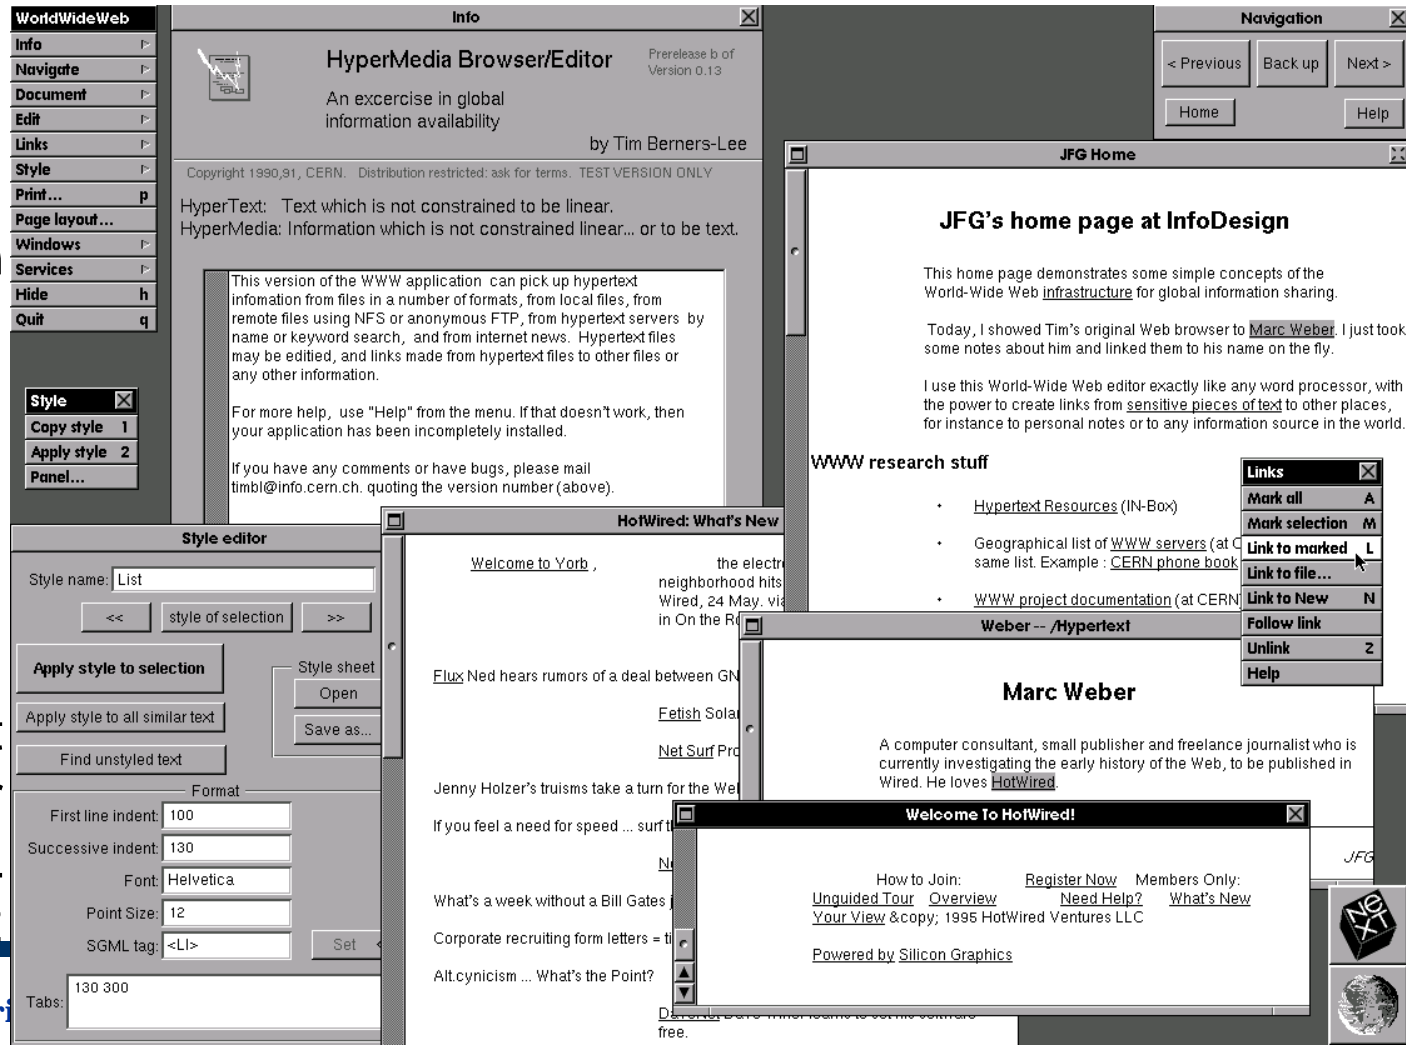 WorldWideWeb
Info
Navigate
Document
Edit
Links
Style
Print... p
Page layout...
Windows
Services
Hide h
Quit q
Style
Copy style 1
Apply style 2
Panel...
Info
HyperMedia Browser/Editor
Prerelease b of
Version 0.13
An excercise in global
information availability
by Tim Berners-Lee
Copyright 1990,91, CERN. Distribution restricted: ask for terms. TEST VERSION ONLY
HyperText: Text which is not constrained to be linear.
HyperMedia: Information which is not constrained linear... or to be text.
This version of the WWW application can pick up hypertext
infomation from files in a number of formats, from local files, from
remote files using NFS or anonymous FTP, from hypertext servers by
name or keyword search, and from internet news. Hypertext files
may be editied, and links made from hypertext files to other files or
any other information.
For more help, use "Help" from the menu. If that doesn't work, then
your application has been incompletely installed.
If you have any comments or have bugs, please mail
timbl@info.cern.ch. quoting the version number (above).
Navigation
< Previous Back up Next >
Home Help
JFG Home
JFG's home page at InfoDesign
This home page demonstrates some simple concepts of the
World-Wide Web infrastructure for global information sharing.
Today, I showed Tim's original Web browser to Marc Weber. I just took
some notes about him and linked them to his name on the fly.
I use this World-Wide Web editor exactly like any word processor, with
the power to create links from sensitive pieces of text to other places,
for instance to personal notes or to any information source in the world.
WWW research stuff
• Hypertext Resources (IN-Box)
• Geographical list of WWW servers (at
same list. Example : CERN phone book
• WWW project documentation (at CERN)
Links
Mark all A
Mark selection M
Link to marked L
Link to file...
Link to New N
Follow link
Unlink Z
Help
Style editor
Style name: List
<< style of selection >>
Apply style to selection
Style sheet
Open
Apply style to all similar text
Save as...
Find unstyled text
Format
First line indent: 100
Successive indent: 130
Font: Helvetica
Point Size: 12
SGML tag: <LI>
Set
Tabs: 130 300
HotWired: What's New
Welcome to Yorb , the
neighborhood hits
Wired, 24 May. via
in On the
Flux Ned hears rumors of a deal between
Fetish
Net Surf
Jenny Holzer's truisms take a turn for the
If you feel a need for speed ... surf
What's a week without a Bill Gates
Corporate recruiting form letters =
Alt.cynicism ... What's the Point?
free.
Weber -- /Hypertext
Marc Weber
A computer consultant, small publisher and freelance journalist who is
currently investigating the early history of the Web, to be published in
Wired. He loves HotWired.
JFG
Welcome To HotWired!
How to Join: Register Now Members Only:
Unguided Tour Overview Need Help? What's New
Your View &copy; 1995 HotWired Ventures LLC
Powered by Silicon Graphics
NeXT